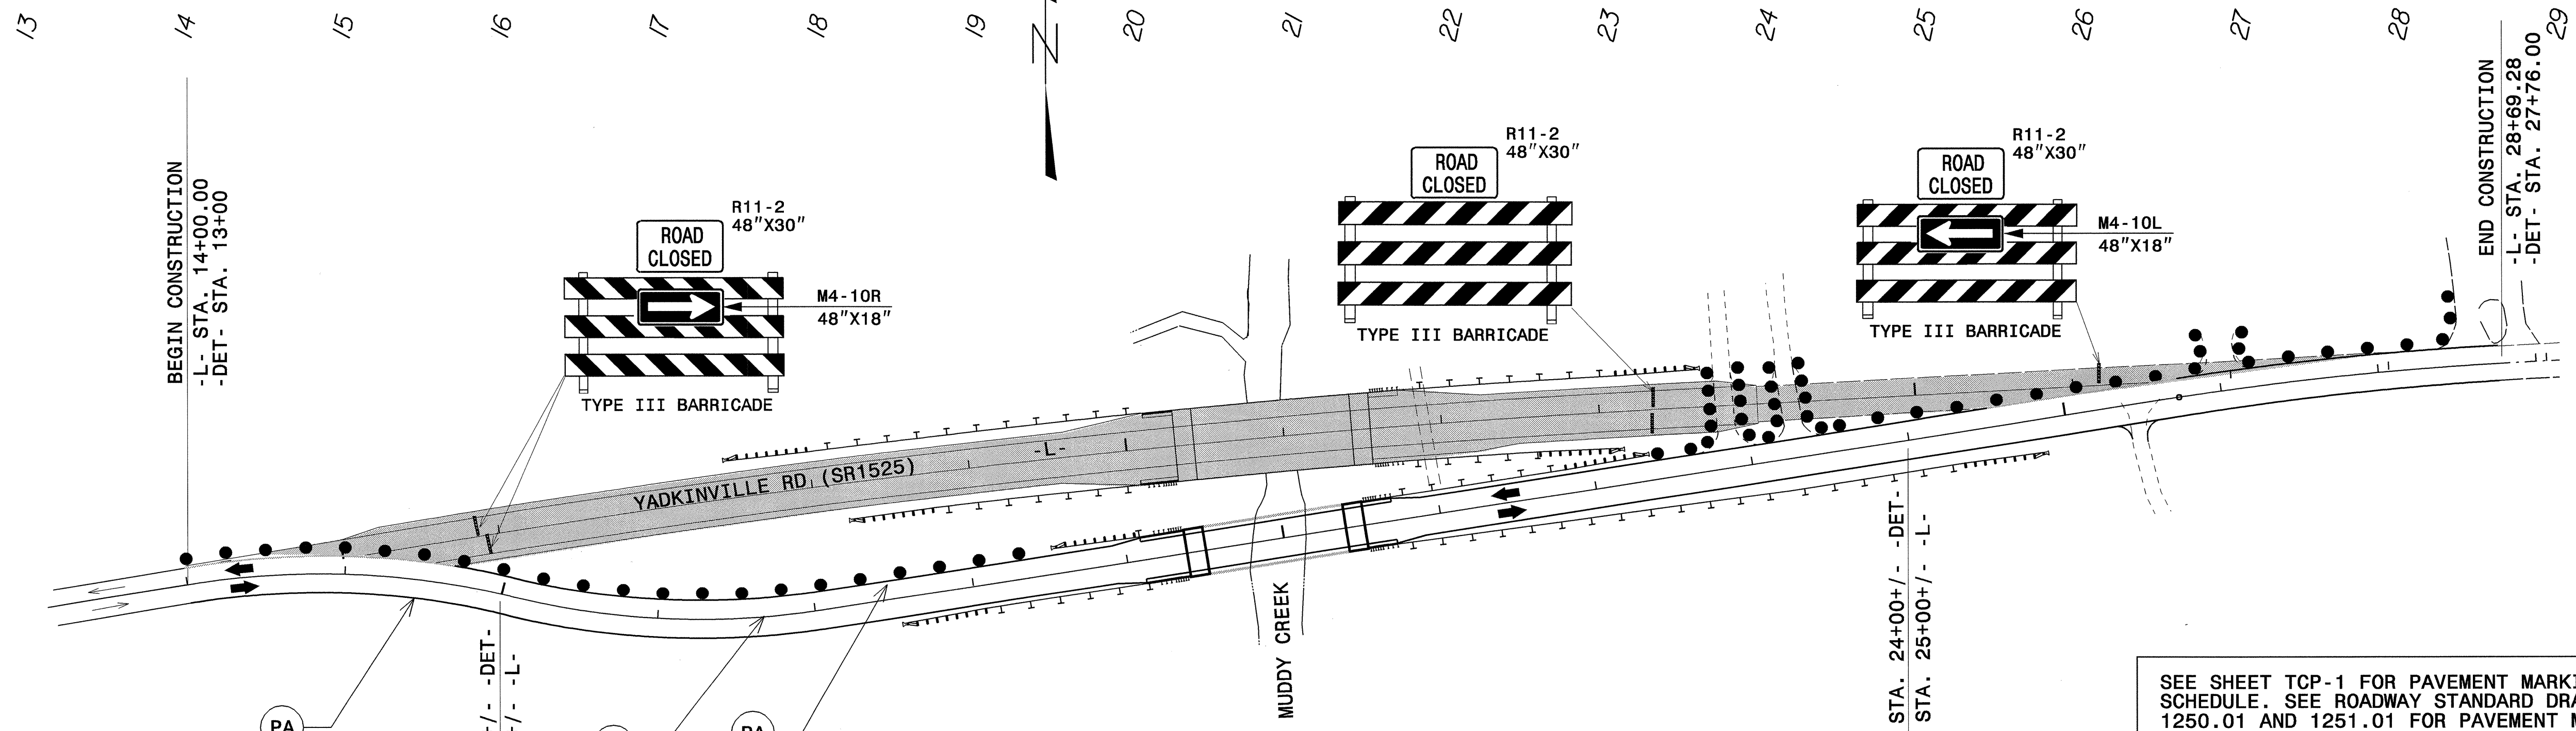 13
14
15
16
17
18
19
20
21
22
23
24
25
26
27
28
29
N
BEGIN CONSTRUCTION
-L- STA. 14+00.00
-DET- STA. 13+00
ROAD
CLOSED
R11-2
48"X30"
M4-10R
48"X18"
TYPE III BARRICADE
ROAD
CLOSED
R11-2
48"X30"
TYPE III BARRICADE
ROAD
CLOSED
R11-2
48"X30"
M4-10L
48"X18"
TYPE III BARRICADE
END CONSTRUCTION
-L- STA. 28+69.28
-DET- STA. 27+76.00
YADKINVILLE RD. (SR1525)
-L-
MUDDY CREEK
+/- -DET-
+/- -L-
STA. 24+00+/- -DET-
STA. 25+00+/- -L-
PA
PA
SEE SHEET TCP-1 FOR PAVEMENT
SCHEDULE. SEE ROADWAY STANDARD
1250.01 AND 1251.01 FOR PAVEMENT